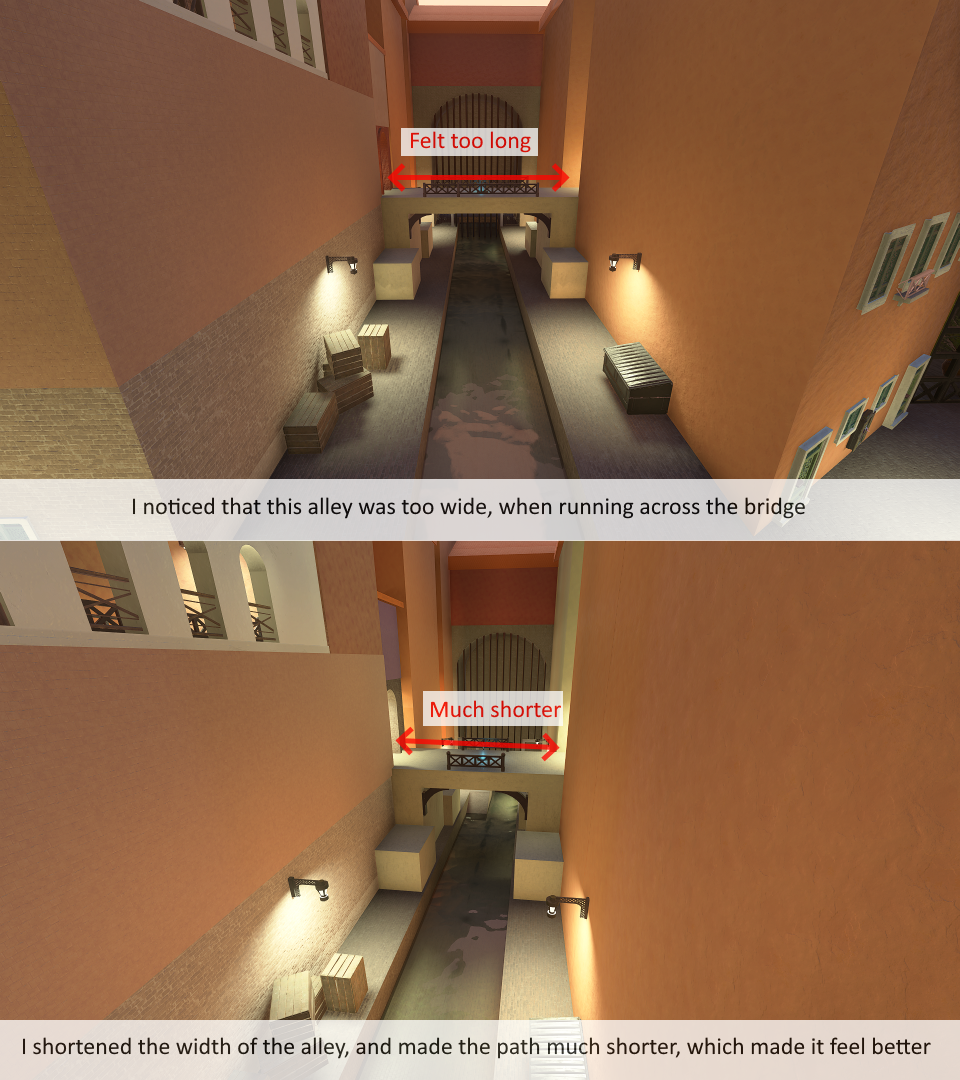 Felt too long
I noticed that this alley was too wide, when running across the bridge
Much shorter
I shortened the width of the alley, and made the path much shorter, which made it feel better